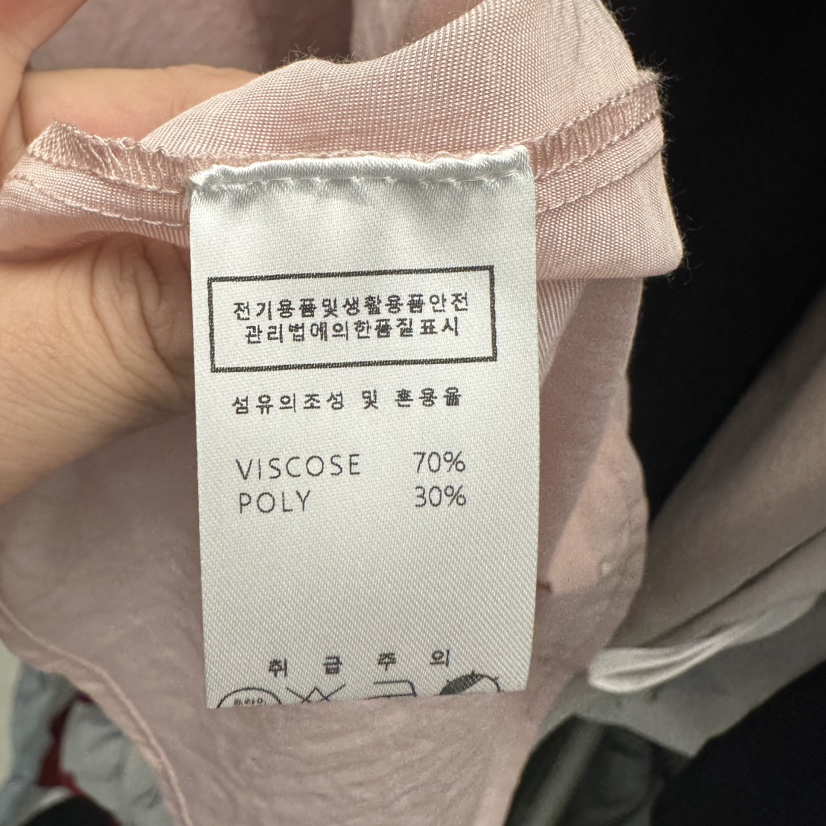 전기용품및생활용품안전
관리법에의한품질표시
섬유의조성 및 혼용율
VISCOSE 70%
POLY 30%
취 급 주 의